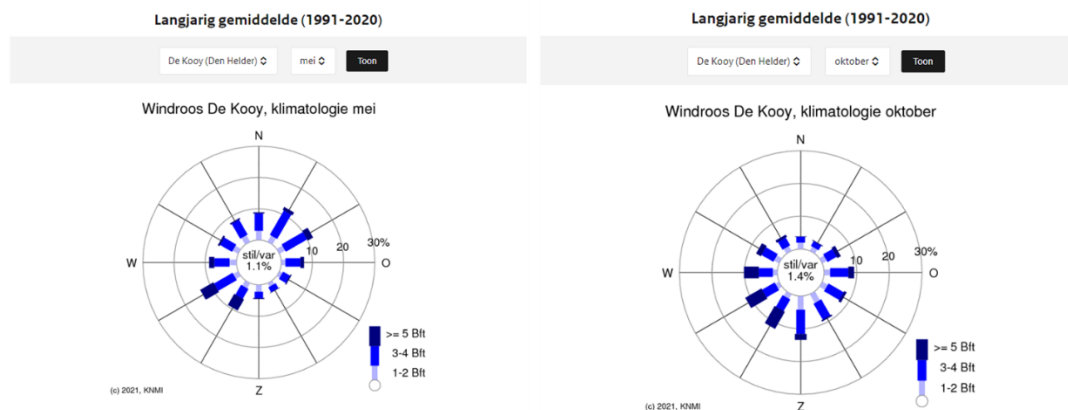 Langjarig gemiddelde (1991-2020)
De Kooy (Den Helder) mei Toon
Windroos De Kooy, klimatologie mei
N
30%
20
10
stil/var
1.1%
W
O
Z
>= 5 Bft
3-4 Bft
1-2 Bft
(c) 2021, KNMI
Langjarig gemiddelde (1991-2020)
De Kooy (Den Helder) oktober Toon
Windroos De Kooy, klimatologie oktober
N
30%
20
10
stil/var
1.4%
W
O
Z
>= 5 Bft
3-4 Bft
1-2 Bft
(c) 2021, KNMI